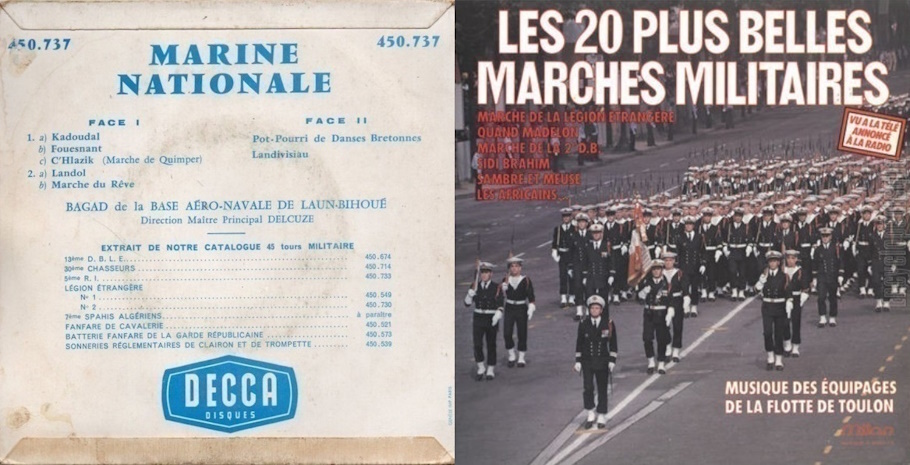 450.737
450.737
MARINE
NATIONALE
FACE I
1. a) Kadoudal
b) Fouesnant
c) C'Hlazik (Marche de Quimper)
2. a) Landol
b) Marche du Rêve
FACE II
Pot-Pourri de Danses Bretonnes
Landivisiau
BAGAD de la BASE AÉRO-NAVALE DE LAUN-BIHOUÉ
Direction Maître Principal DELCUZE
EXTRAIT DE NOTRE CATALOGUE 45 tours MILITAIRE
13ème D. B. L. E. 450.674
30ème CHASSEURS 450.714
5ème R. I. 450.733
LÉGION ÉTRANGÈRE
No 1 450.549
No 2 450.730
7ème SPAHIS ALGÉRIENS à paraître
FANFARE DE CAVALERIE 450.521
BATTERIE FANFARE DE LA GARDE RÉPUBLICAINE 450.573
SONNERIES RÉGLEMENTAIRES DE CLAIRON ET DE TROMPETTE 450.539
DECCA
DISQUES
LES 20 PLUS BELLES
MARCHES MILITAIRES
MARCHE DE LA LEGION ETRANGERE
QUAND MADELON
MARCHE DE LA 2e D.B.
SIDI BRAHIM
SAMBRE ET MEUSE
LES AFRICAINS...
VU A LA TÉLÉ
ANNONCÉ
À LA RADIO
MUSIQUE DES ÉQUIPAGES
DE LA FLOTTE DE TOULON